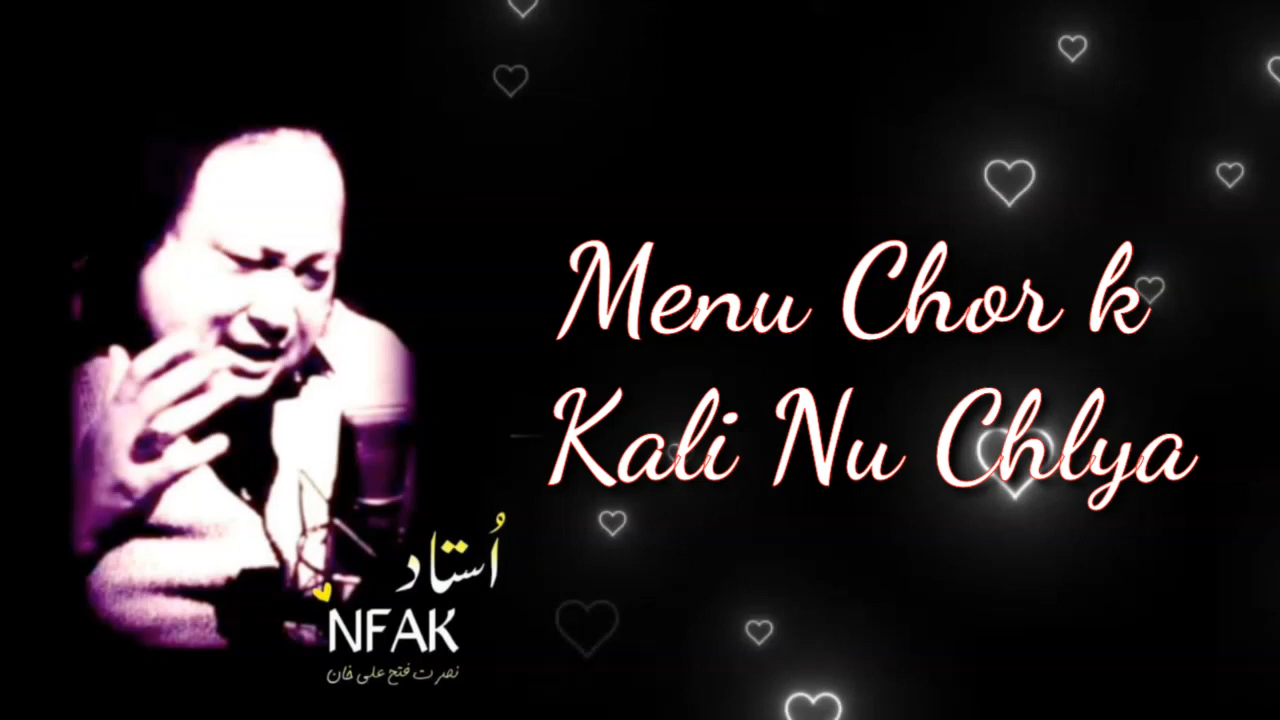 Menu Chor k
Kali Nu Chlya
اُستاد
NFAK
نصرت فتح علی خان